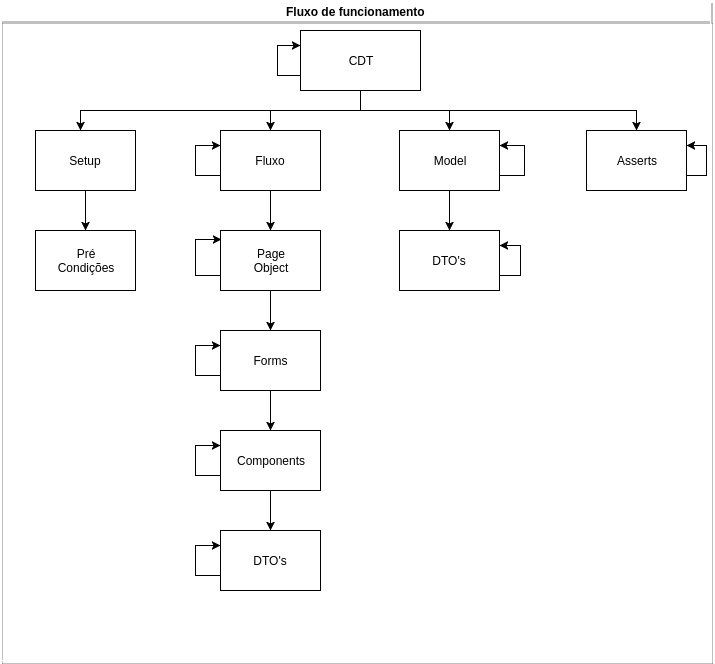 Fluxo de funcionamento
CDT
Setup
Fluxo
Model
Asserts
Pré
Condições
Page
Object
DTO's
Forms
Components
DTO's